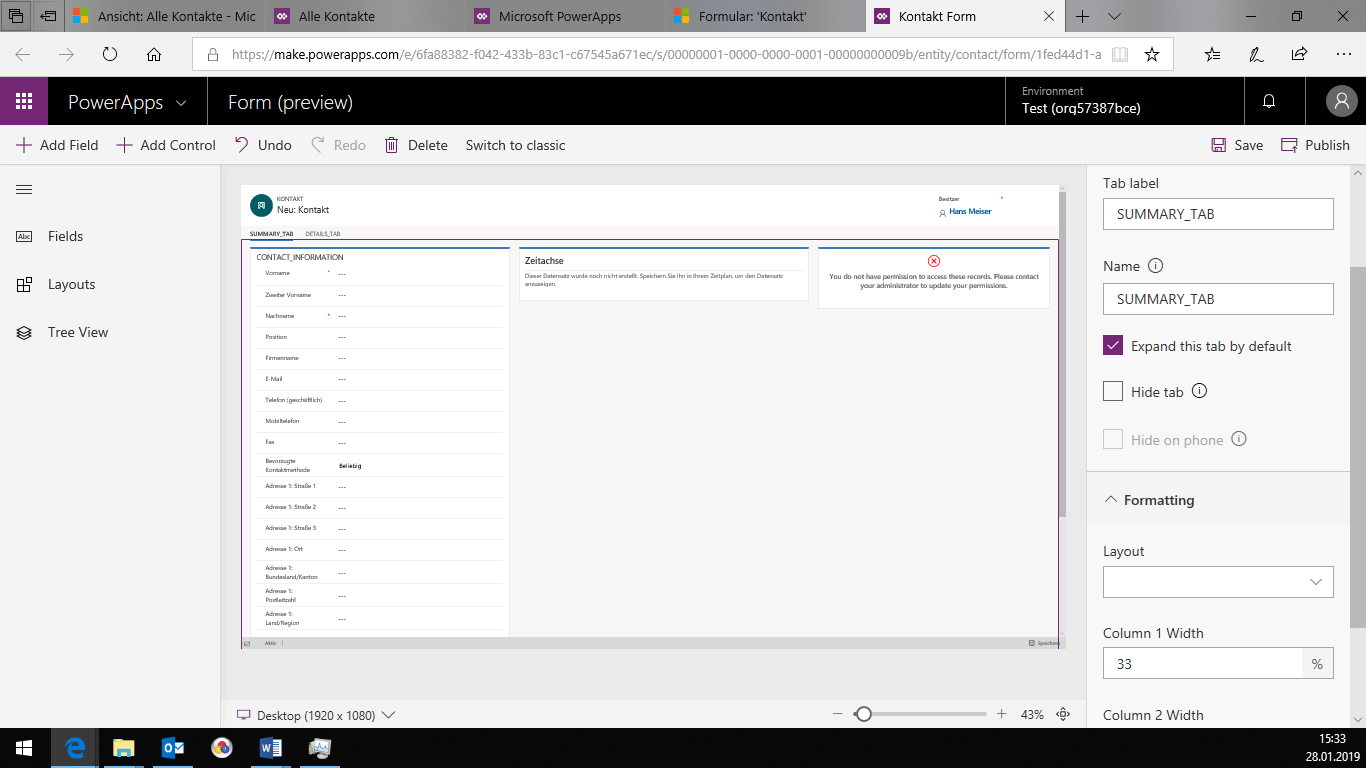 Ansicht: Alle Kontakte - Mic
Alle Kontakte
Microsoft PowerApps
Formular: 'Kontakt'
Kontakt Form
https://make.powerapps.com/e/6fa88382-f042-433b-83c1-c67545a671ec/s/00000001-0000-0000-0001-00000000009b/entity/contact/form/1fed44d1-a
PowerApps
Form (preview)
Environment
Test (org57387bce)
Add Field
Add Control
Undo
Redo
Delete
Switch to classic
Save
Publish
Abc
Fields
Layouts
Tree View
KONTAKT
Neu: Kontakt
Besitzer *
Hans Meiser
SUMMARY_TAB
DETAILS_TAB
CONTACT_INFORMATION
Vorname * ---
Zweiter Vorname ---
Nachname * ---
Position ---
Firmenname ---
E-Mail ---
Telefon (geschäftlich) ---
Mobiltelefon ---
Fax ---
Bevorzugte
Kontaktmethode
Beliebig
Adresse 1: Straße 1 ---
Adresse 1: Straße 2 ---
Adresse 1: Straße 3 ---
Adresse 1: Ort ---
Adresse 1:
Bundesland/Kanton ---
Adresse 1:
Postleitzahl ---
Adresse 1:
Land/Region ---
Zeitachse
Dieser Datensatz wurde noch nicht erstellt. Speichern Sie ihn in Ihrem Zeitplan, um den Datensatz
anzuzeigen.
You do not have permission to access these records. Please contact
your administrator to update your permissions.
Aktiv
Speichern
Desktop (1920 x 1080)
43%
Tab label
SUMMARY_TAB
Name
SUMMARY_TAB
Expand this tab by default
Hide tab
Hide on phone
Formatting
Layout
Column 1 Width
33 %
Column 2 Width
15:33
28.01.2019